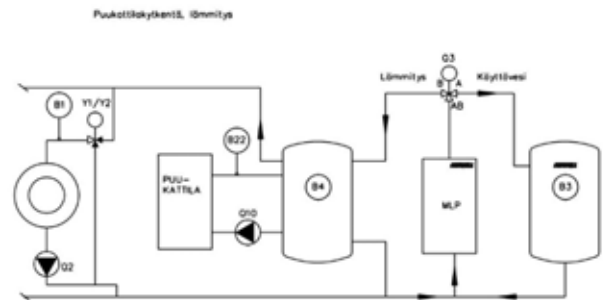 Puukattilakytkentä, lämmitys
Q3
Lämmitys
B A
Käyttövesi
AB
B1
Y1/Y2
B22
PUU-
KATTILA
B4
MLP
B3
Q10
Q2